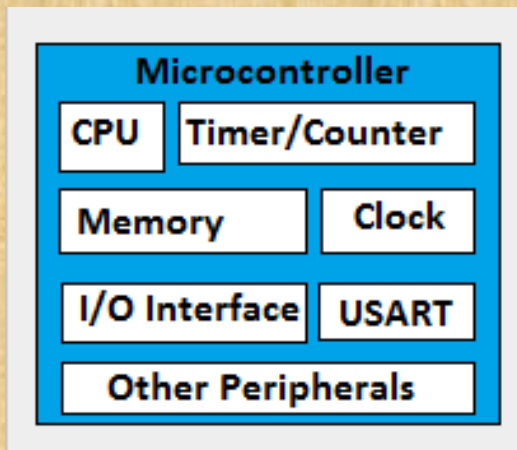 Microcontroller
CPU
Timer/Counter
Memory
Clock
I/O Interface
USART
Other Peripherals